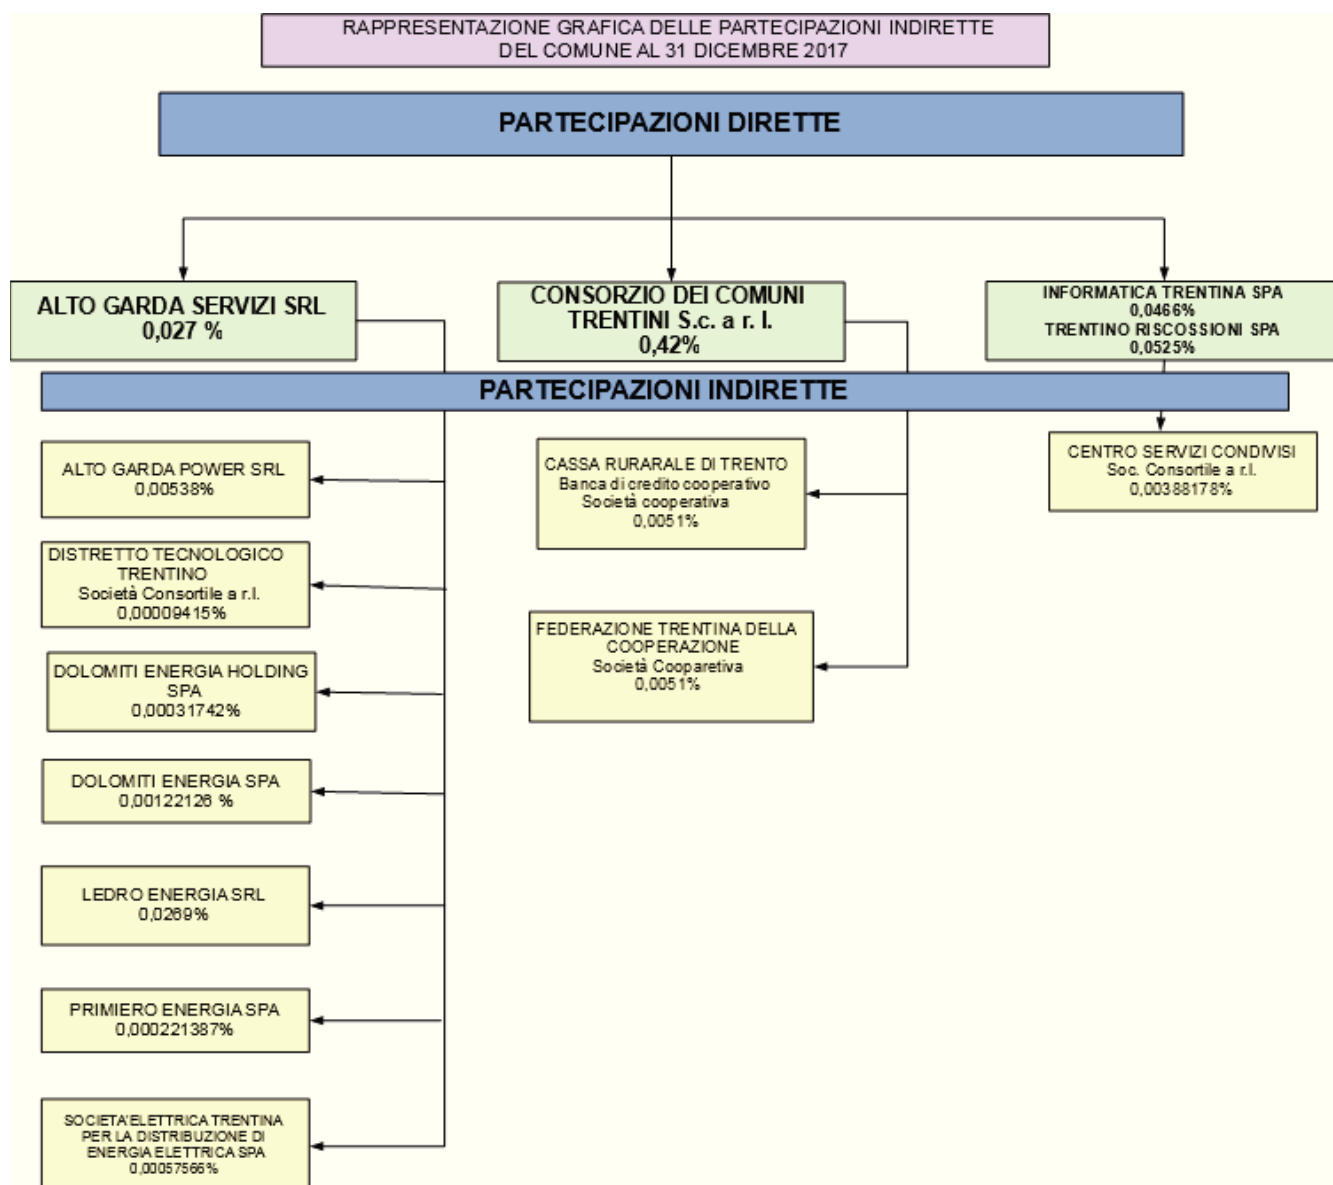 RAPPRESENTAZIONE GRAFICA DELLE PARTECIPAZIONI INDIRETTE
DEL COMUNE AL 31 DICEMBRE 2017
PARTECIPAZIONI DIRETTE
ALTO GARDA SERVIZI SRL
0,027 %
CONSORZIO DEI COMUNI
TRENTINI S.c. a r. l.
0,42%
INFORMATICA TRENTINA SPA
0,0466%
TRENTINO RISCOSSIONI SPA
0,0525%
PARTECIPAZIONI INDIRETTE
ALTO GARDA POWER SRL
0,00538%
DISTRETTO TECNOLOGICO
TRENTINO
Società Consortile a r.l.
0,00009415%
DOLOMITI ENERGIA HOLDING
SPA
0,00031742%
DOLOMITI ENERGIA SPA
0,00122126 %
LEDRO ENERGIA SRL
0,0269%
PRIMIERO ENERGIA SPA
0,000221387%
SOCIETA'ELETTRICA TRENTINA
PER LA DISTRIBUZIONE DI
ENERGIA ELETTRICA SPA
0,00057566%
CASSA RURARALE DI TRENTO
Banca di credito cooperativo
Società cooperativa
0,0051%
FEDERAZIONE TRENTINA DELLA
COOPERAZIONE
Società Cooparetiva
0,0051%
CENTRO SERVIZI CONDIVISI
Soc. Consortile a r.l.
0,00388178%